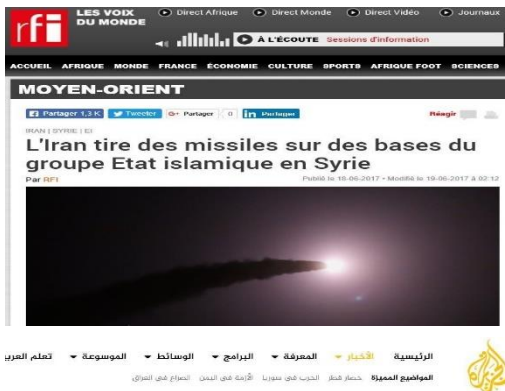 rfi
LES VOIX
DU MONDE
Direct Afrique Direct Monde Direct Vidéo Journaux
À L'ÉCOUTE Sessions d'information
ACCUEIL AFRIQUE MONDE FRANCE ÉCONOMIE CULTURE SPORTS AFRIQUE FOOT SCIENCES
MOYEN-ORIENT
Partager 1,3 K Tweeter G+ Partager 0 in Partager Réagir
IRAN | SYRIE | EI
L'Iran tire des missiles sur des bases du
groupe Etat islamique en Syrie
Par RFI Publié le 18-06-2017 • Modifié le 19-06-2017 à 02:12
الرئيسية الأخبار المعرفة البرامج الوسائط الموسوعة تعلم العربي
المواضيع المميزة حصار قطر الحرب في سوريا الأزمة في اليمن الصراع في العراق